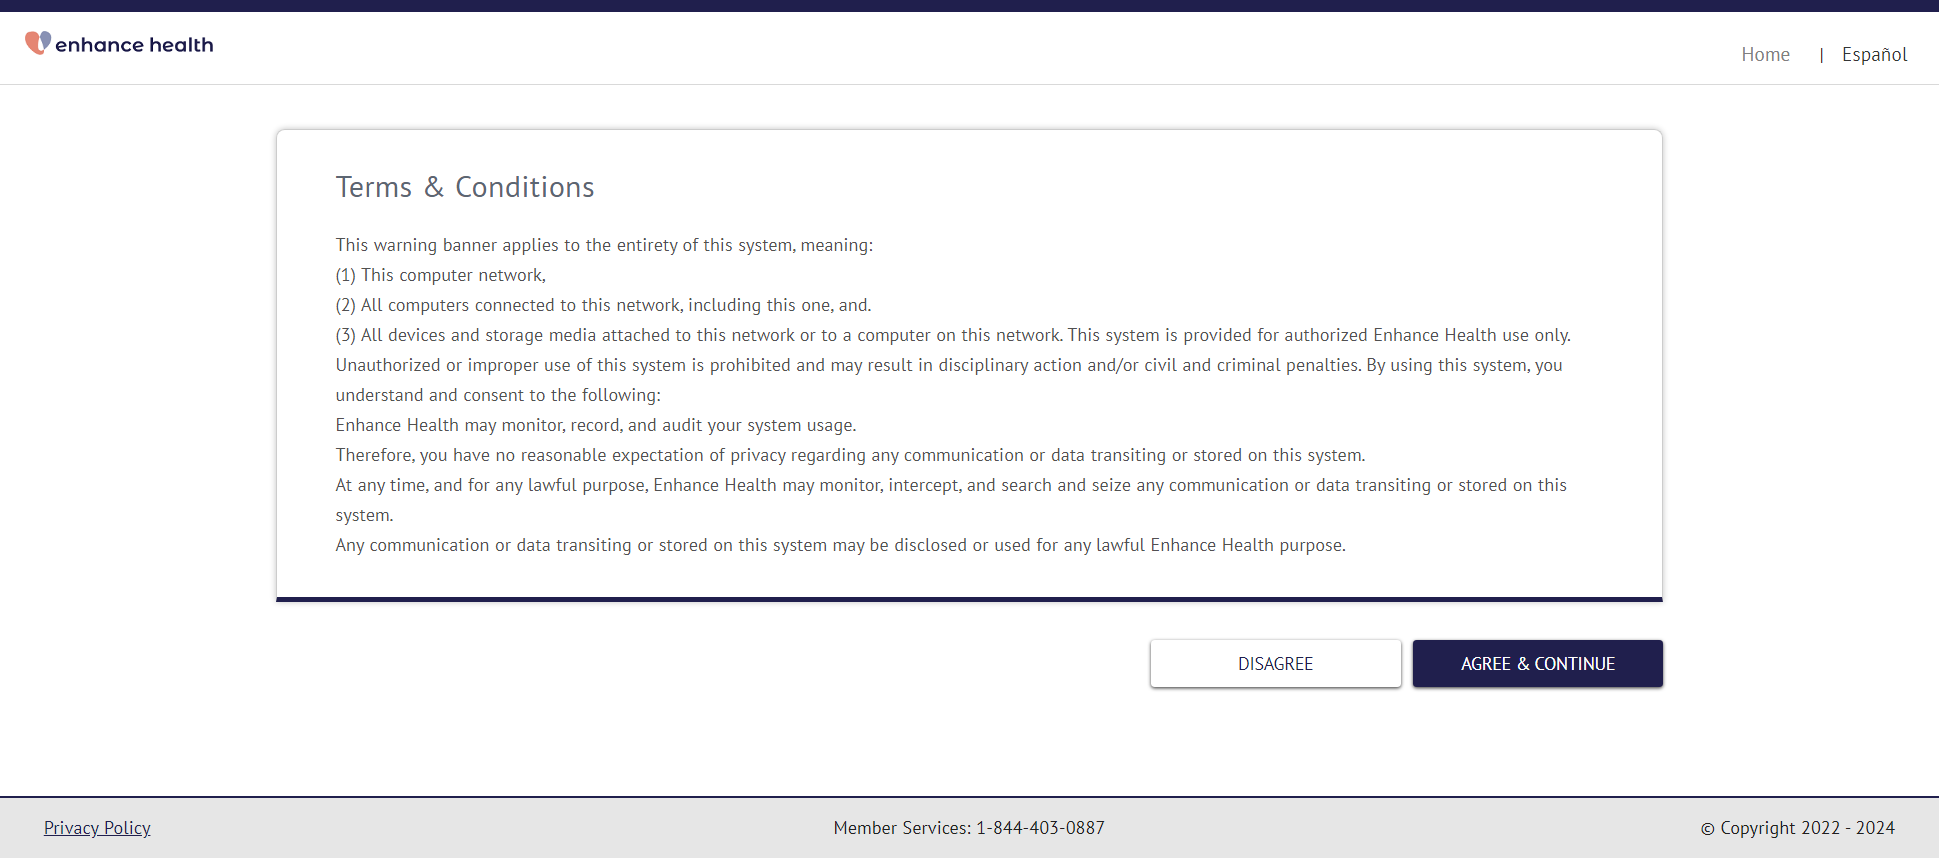 enhance health
Home | Español
Terms & Conditions
This warning banner applies to the entirety of this system, meaning:
(1) This computer network,
(2) All computers connected to this network, including this one, and.
(3) All devices and storage media attached to this network or to a computer on this network. This system is provided for authorized Enhance Health use only.
Unauthorized or improper use of this system is prohibited and may result in disciplinary action and/or civil and criminal penalties. By using this system, you
understand and consent to the following:
Enhance Health may monitor, record, and audit your system usage.
Therefore, you have no reasonable expectation of privacy regarding any communication or data transiting or stored on this system.
At any time, and for any lawful purpose, Enhance Health may monitor, intercept, and search and seize any communication or data transiting or stored on this
system.
Any communication or data transiting or stored on this system may be disclosed or used for any lawful Enhance Health purpose.
DISAGREE
AGREE & CONTINUE
Privacy Policy
Member Services: 1-844-403-0887
© Copyright 2022 - 2024